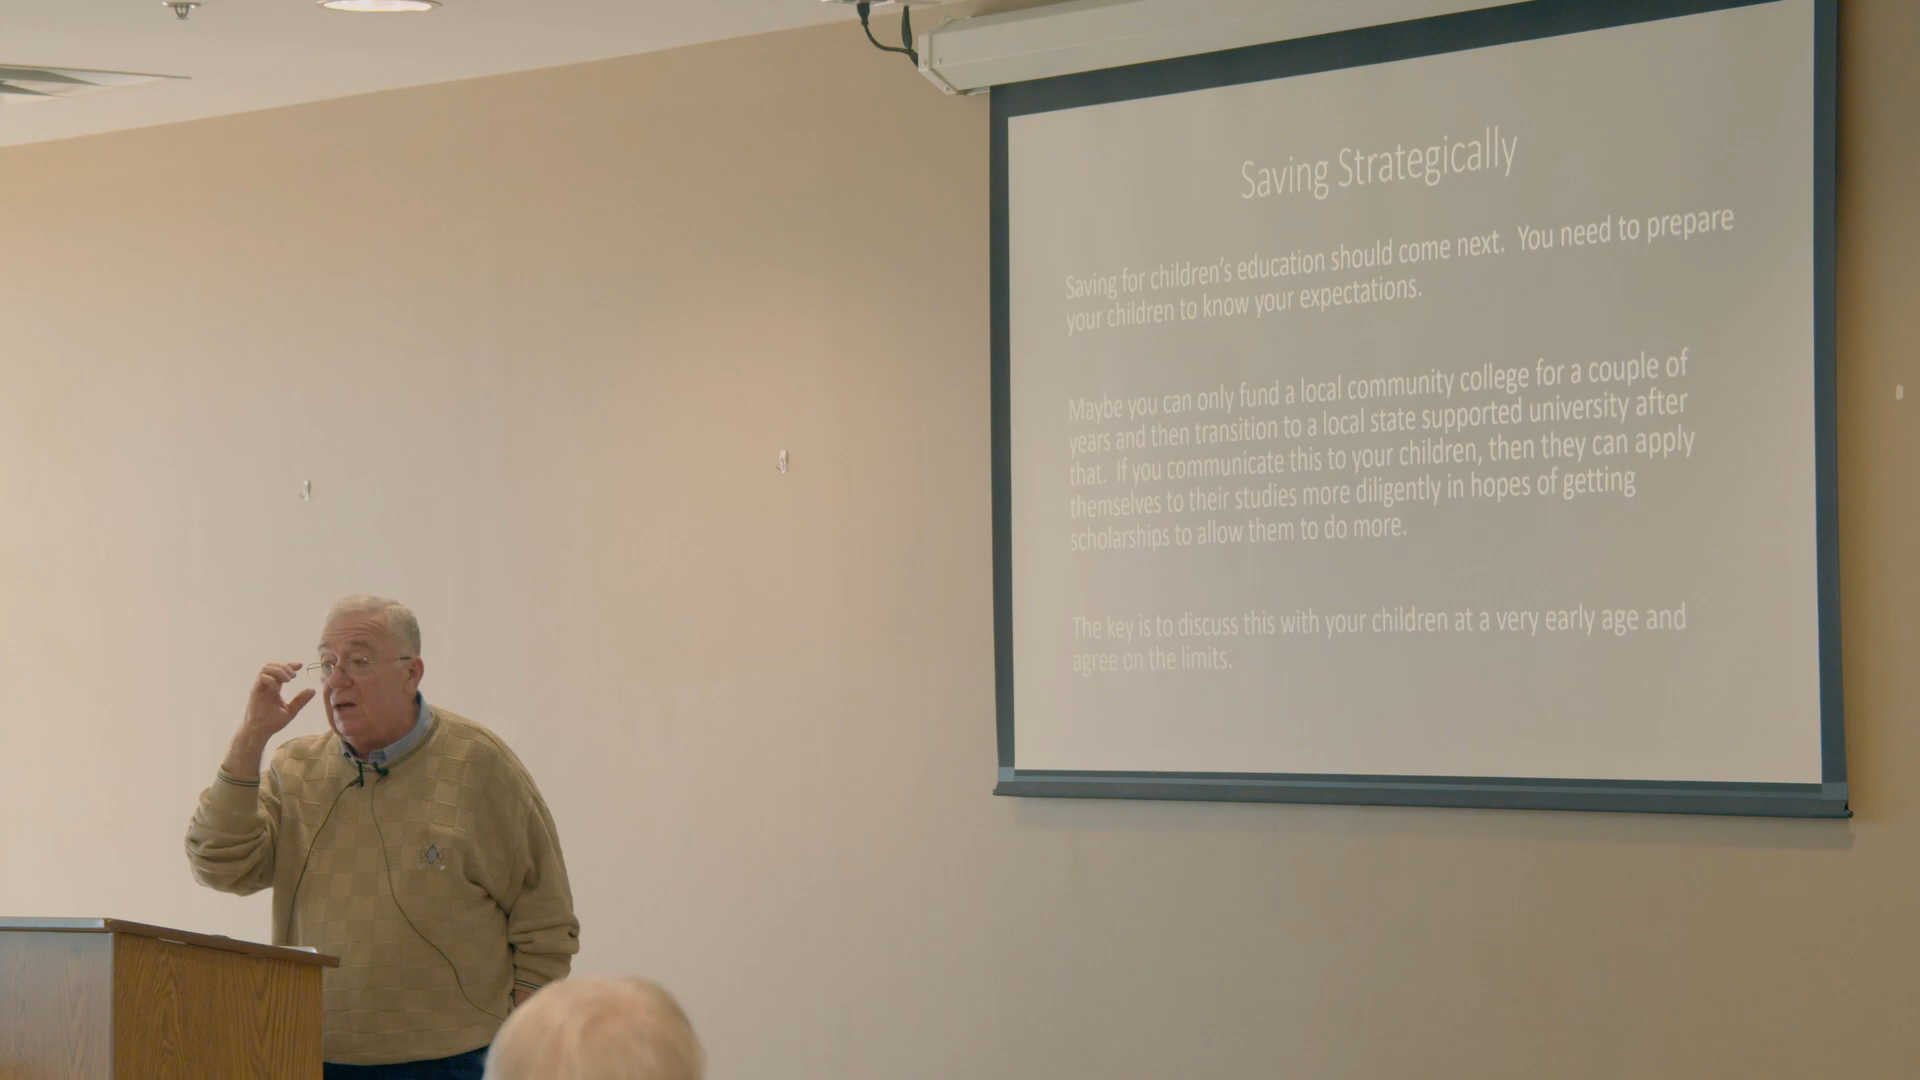 Saving Strategically
Saving for children's education should come next. You need to prepare
your children to know your expectations.
Maybe you can only fund a local community college for a couple of
years and then transition to a local state supported university after
that. If you communicate this to your children, then they can apply
themselves to their studies more diligently in hopes of getting
scholarships to allow them to do more.
The key is to discuss this with your children at a very early age and
agree on the limits.